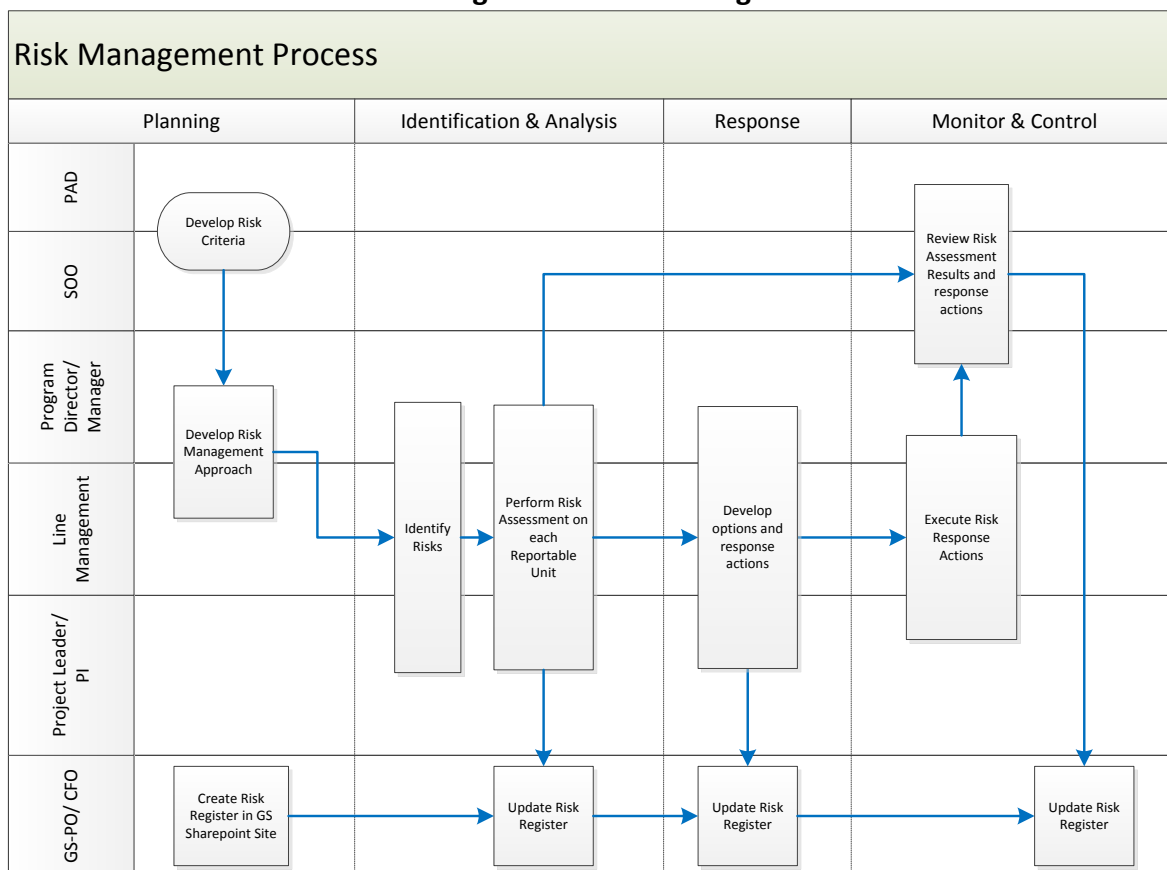 Risk Management Process
Planning
Identification & Analysis
Response
Monitor & Control
PAD
Develop Risk
Criteria
SOO
Review Risk
Assessment
Results and
response
actions
Program
Director/
Manager
Develop Risk
Management
Approach
Line
Management
Identify
Risks
Perform Risk
Assessment on
each
Reportable
Unit
Develop
options and
response
actions
Execute Risk
Response
Actions
Project Leader/
PI
GS-PO/ CFO
Create Risk
Register in GS
Sharepoint Site
Update Risk
Register
Update Risk
Register
Update Risk
Register